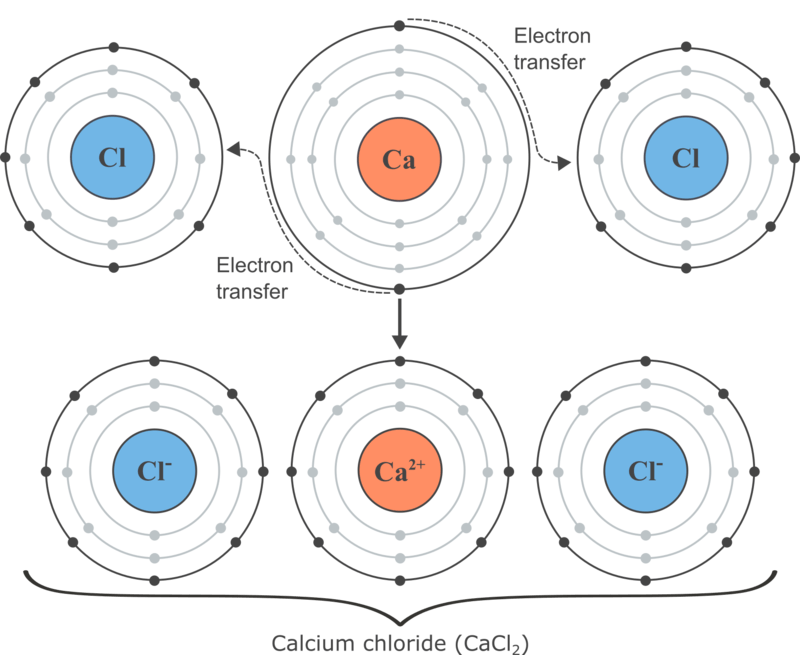 Electron
transfer
Cl
Ca
Cl
Electron
transfer
Cl⁻
Ca²⁺
Cl⁻
Calcium chloride (CaCl₂)